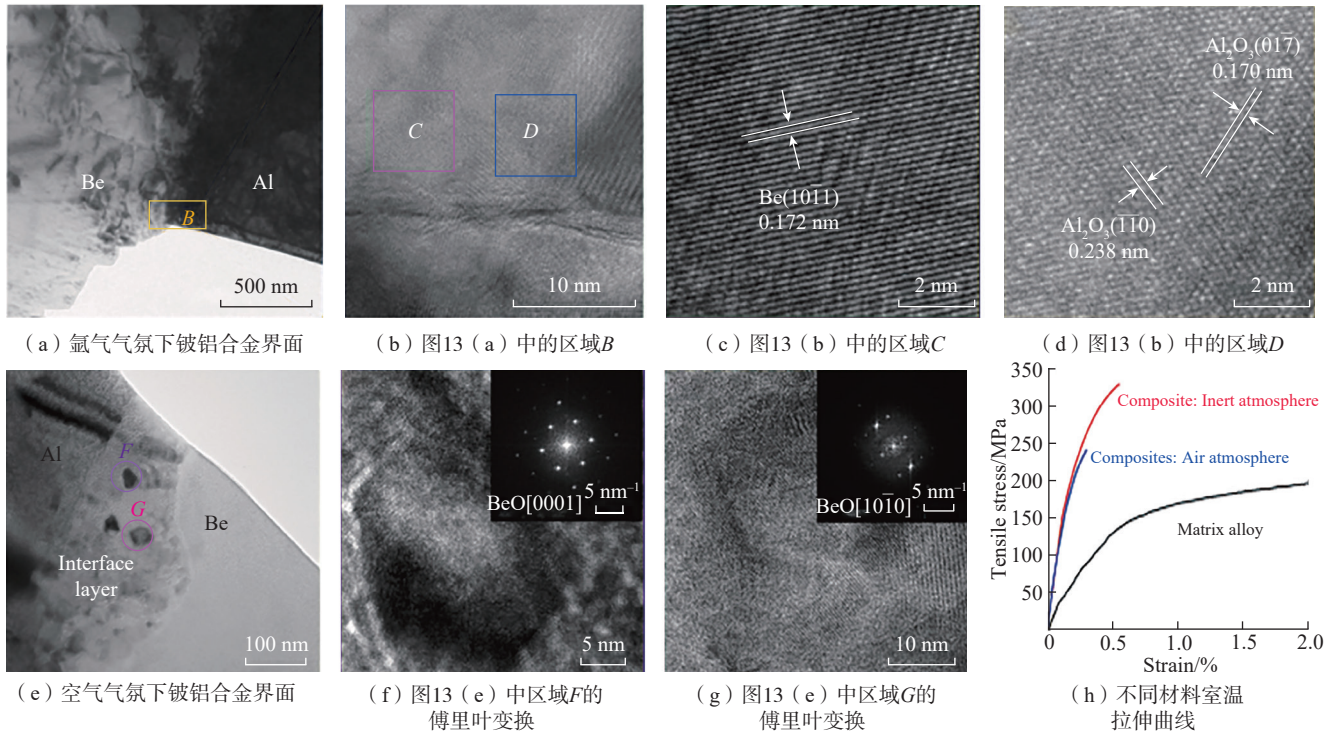 Be
Al
B
500 nm
(a)氩气气氛下铍铝合金界面
C
D
10 nm
(b)图13(a)中的区域B
Be(1011)
0.172 nm
2 nm
(c)图13(b)中的区域C
Al₂O₃(017̅)
0.170 nm
Al₂O₃(1̅1̅0)
0.238 nm
2 nm
(d)图13(b)中的区域D
Al
F
G
Be
Interface
layer
100 nm
(e)空气气氛下铍铝合金界面
BeO[0001]
5 nm⁻¹
5 nm
(f)图13(e)中区域F的
傅里叶变换
BeO[101̅0]
5 nm⁻¹
10 nm
(g)图13(e)中区域G的
傅里叶变换
350
300
250
200
150
100
50
0
0.5
1.0
1.5
2.0
Tensile stress/MPa
Strain/%
Composite: Inert atmosphere
Composites: Air atmosphere
Matrix alloy
(h)不同材料室温
拉伸曲线